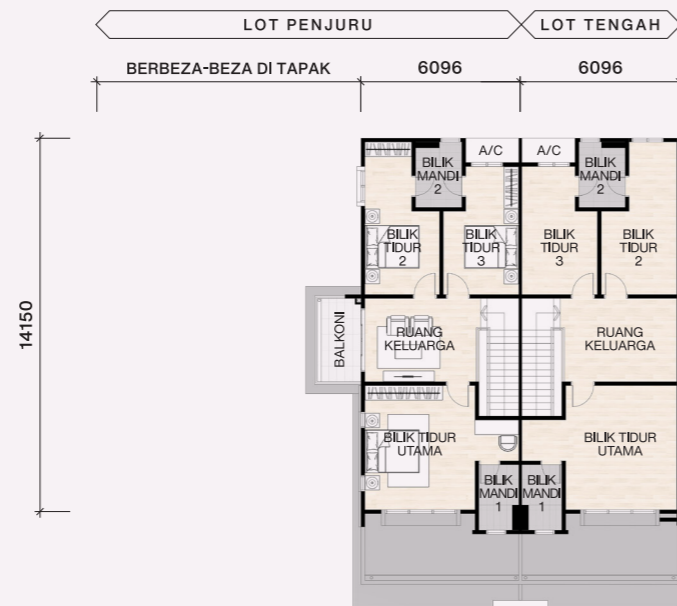 LOT PENJURU
LOT TENGAH
BERBEZA-BEZA DI TAPAK
6096
6096
14150
A/C
A/C
BILIK
MANDI
2
BILIK
MANDI
2
BILIK
TIDUR
2
BILIK
TIDUR
3
BILIK
TIDUR
3
BILIK
TIDUR
2
BALKONI
RUANG
KELUARGA
RUANG
KELUARGA
BILIK TIDUR
UTAMA
BILIK TIDUR
UTAMA
BILIK
MANDI
1
BILIK
MANDI
1